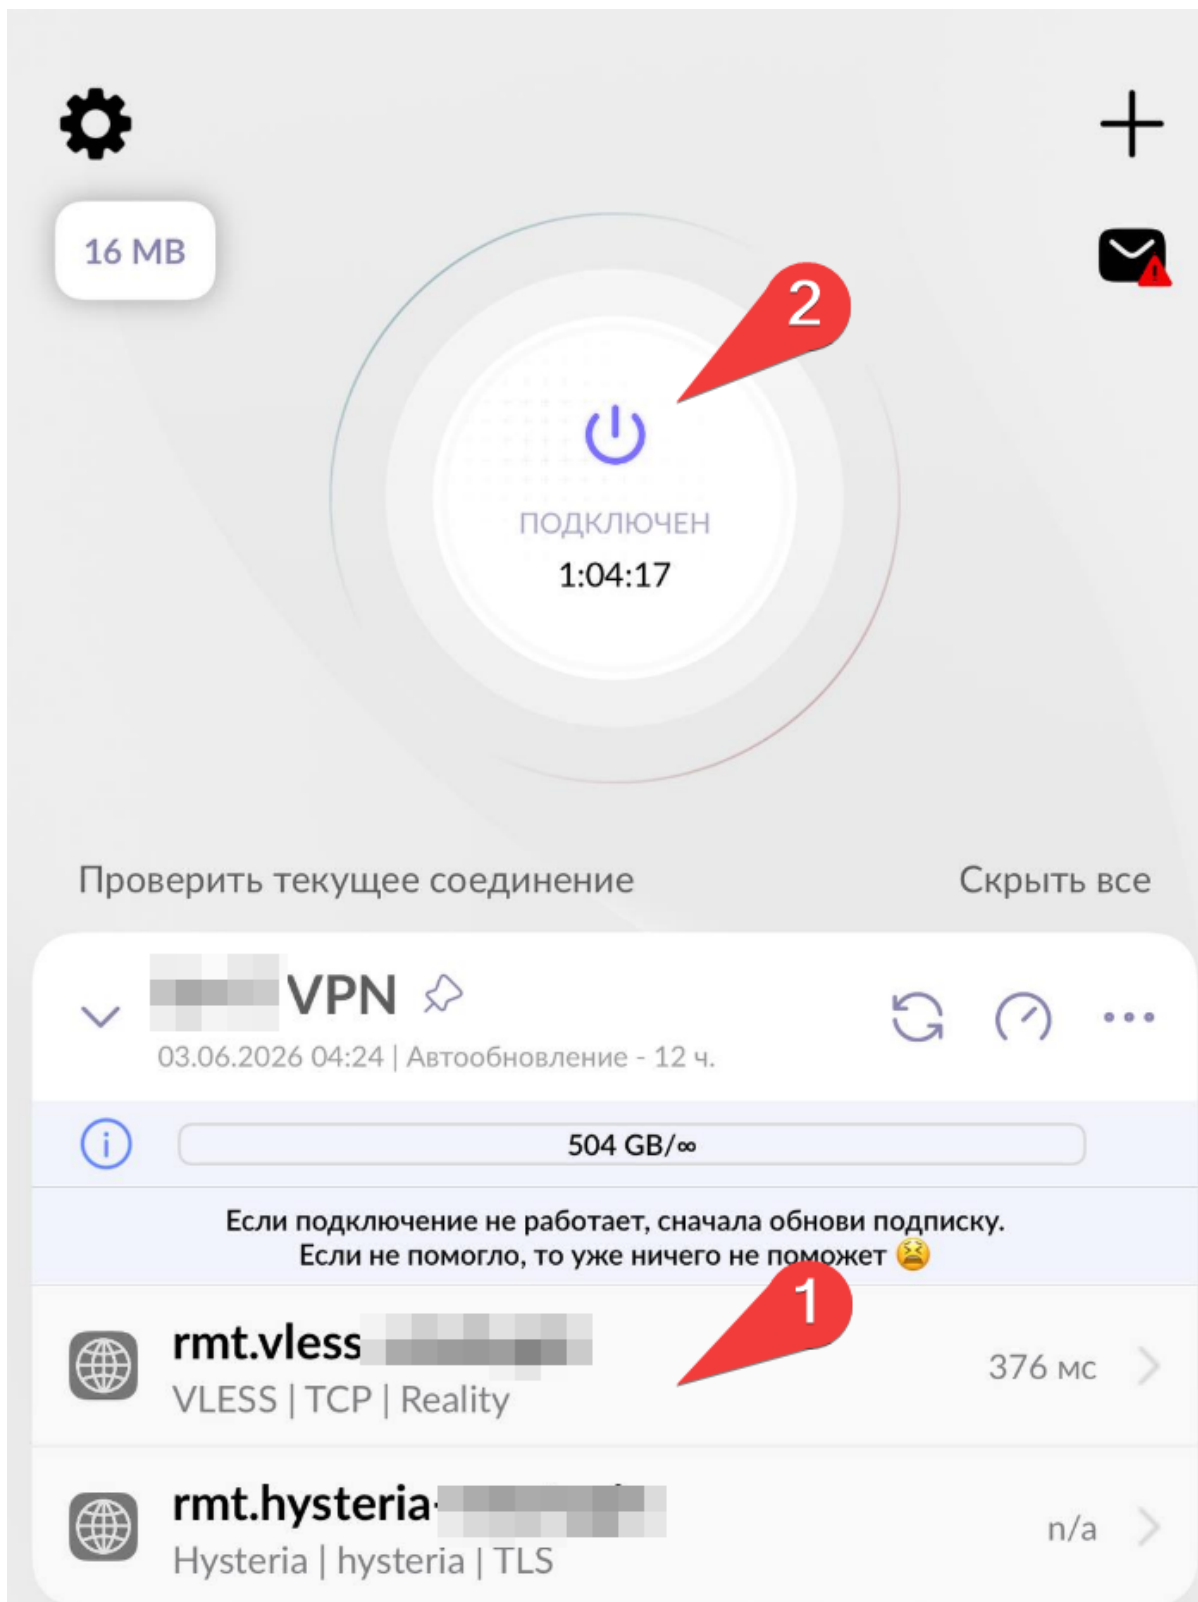 16 MB
2
ПОДКЛЮЧЕН
1:04:17
Проверить текущее соединение
Скрыть все
VPN
03.06.2026 04:24 | Автообновление - 12 ч.
504 GB/∞
Если подключение не работает, сначала обнови подписку.
Если не помогло, то уже ничего не поможет 😫
1
rmt.vless
376 мс
VLESS | TCP | Reality
rmt.hysteria-
n/a
Hysteria | hysteria | TLS